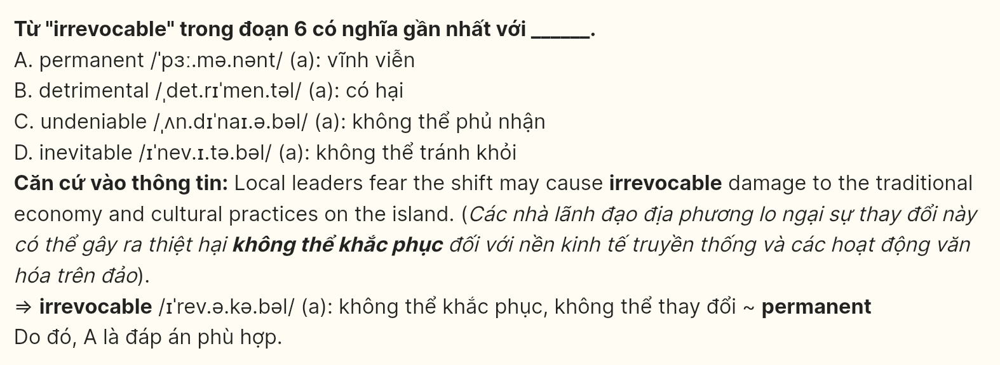 Từ "irrevocable" trong đoạn 6 có nghĩa gần nhất với ______.
A. permanent /ˈpɜː.mə.nənt/ (a): vĩnh viễn
B. detrimental /ˌdet.rɪˈmen.təl/ (a): có hại
C. undeniable /ˌʌn.dɪˈnaɪ.ə.bəl/ (a): không thể phủ nhận
D. inevitable /ɪˈnev.ɪ.tə.bəl/ (a): không thể tránh khỏi
Căn cứ vào thông tin: Local leaders fear the shift may cause irrevocable damage to the traditional
economy and cultural practices on the island. (Các nhà lãnh đạo địa phương lo ngại sự thay đổi này
có thể gây ra thiệt hại không thể khắc phục đối với nền kinh tế truyền thống và các hoạt động văn
hóa trên đảo).
⇒ irrevocable /ɪˈrev.ə.kə.bəl/ (a): không thể khắc phục, không thể thay đổi ~ permanent
Do đó, A là đáp án phù hợp.